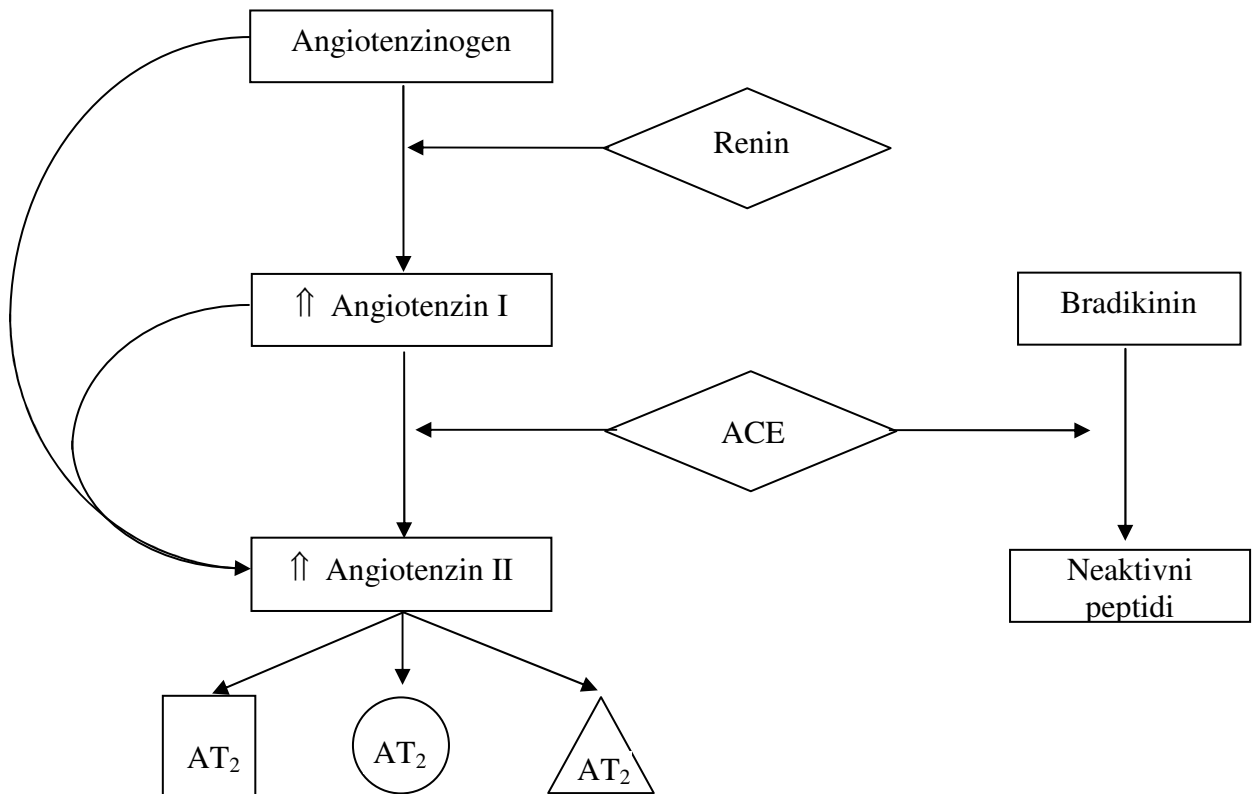 Angiotenzinogen
Renin
⇑ Angiotenzin I
Bradikinin
ACE
⇑ Angiotenzin II
Neaktivni
peptidi
AT₂
AT₂
AT₂